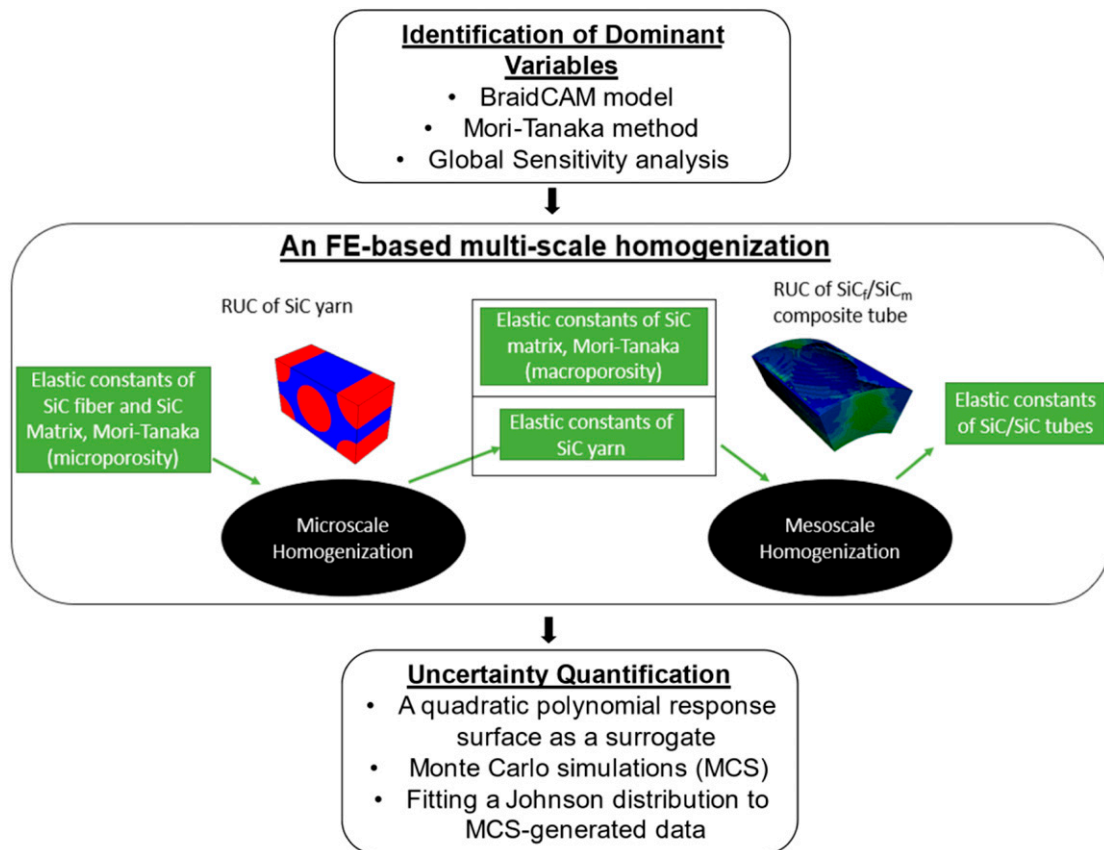 Identification of Dominant
Variables
• BraidCAM model
• Mori-Tanaka method
• Global Sensitivity analysis
An FE-based multi-scale homogenization
RUC of SiC yarn
RUC of SiCf/SiCm
composite tube
Elastic constants of
SiC fiber and SiC
Matrix, Mori-Tanaka
(microporosity)
Elastic constants of SiC
matrix, Mori-Tanaka
(macroporosity)
Elastic constants of
SiC yarn
Elastic constants
of SiC/SiC tubes
Microscale
Homogenization
Mesoscale
Homogenization
Uncertainty Quantification
• A quadratic polynomial response
surface as a surrogate
• Monte Carlo simulations (MCS)
• Fitting a Johnson distribution to
MCS-generated data